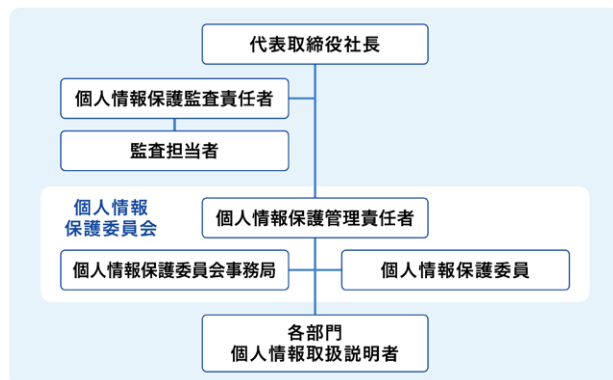 代表取締役社長
個人情報保護監査責任者
監査担当者
個人情報
保護委員会
個人情報保護管理責任者
個人情報保護委員会事務局
個人情報保護委員
各部門
個人情報取扱説明者